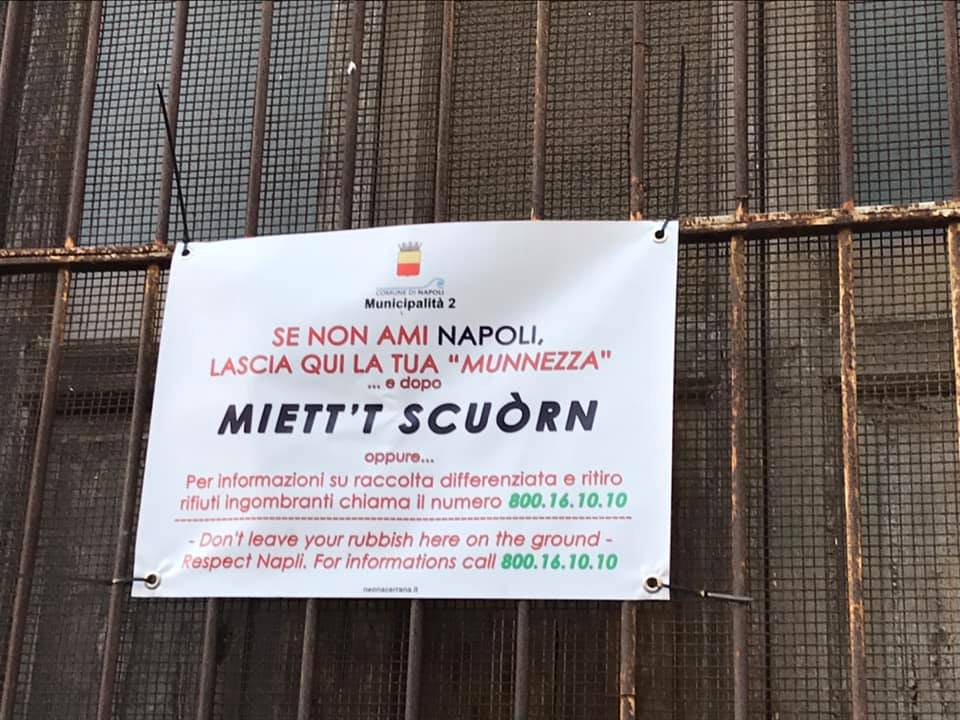 COMUNE DI NAPOLI
Municipalità 2
SE NON AMI NAPOLI,
LASCIA QUI LA TUA "MUNNEZZA"
... e dopo
MIETT'T SCUÒRN
oppure...
Per informazioni su raccolta differenziata e ritiro
rifiuti ingombranti chiama il numero 800.16.10.10
- Don't leave your rubbish here on the ground -
Respect Napli. For informations call 800.16.10.10